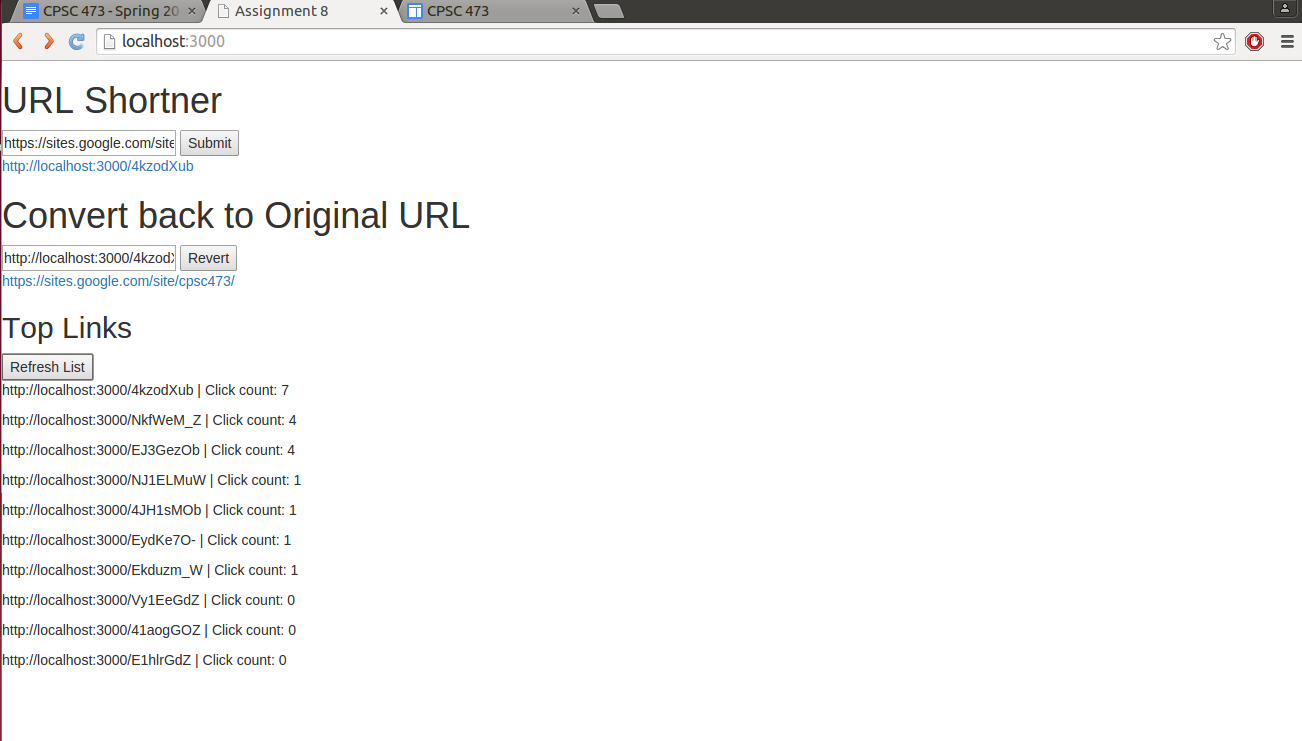 CPSC 473 - Spring 20
Assignment 8
CPSC 473
localhost:3000
URL Shortner
https://sites.google.com/site
Submit
http://localhost:3000/4kzodXub
Convert back to Original URL
http://localhost:3000/4kzodX
Revert
https://sites.google.com/site/cpsc473/
Top Links
Refresh List
http://localhost:3000/4kzodXub | Click count: 7
http://localhost:3000/NkfWeM_Z | Click count: 4
http://localhost:3000/EJ3GezOb | Click count: 4
http://localhost:3000/NJ1ELMuW | Click count: 1
http://localhost:3000/4JH1sMOb | Click count: 1
http://localhost:3000/EydKe7O- | Click count: 1
http://localhost:3000/Ekduzm_W | Click count: 1
http://localhost:3000/Vy1EeGdZ | Click count: 0
http://localhost:3000/41aogGOZ | Click count: 0
http://localhost:3000/E1hlrGdZ | Click count: 0